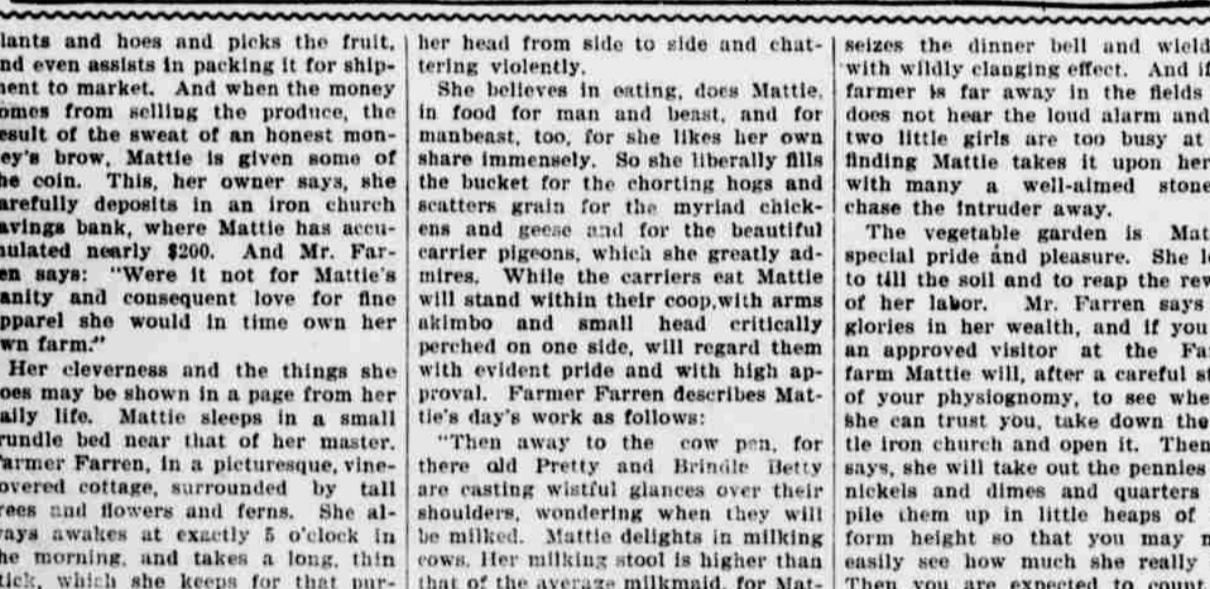 lants and hoes and picks the fruit,
nd even assists in packing it for ship-
ent to market. And when the money
omes from selling the produce, the
esult of the sweat of an honest mon-
ey's brow, Mattie is given some of
he coin. This, her owner says, she
arefully deposits in an iron church
avings bank, where Mattie has accu-
ulated nearly $200. And Mr. Far-
en says: "Were it not for Mattie's
anity and consequent love for fine
pparel she would in time own her
wn farm."
Her cleverness and the things she
oes may be shown in a page from her
aily life. Mattie sleeps in a small
rundle bed near that of her master.
armer Farren, in a picturesque, vine-
overed cottage, surrounded by tall
rees and flowers and ferns. She al-
ays awakes at exactly 5 o'clock in
he morning, and takes a long, thin
tick, which she keeps for that pur-
her head from side to side and chat-
tering violently.
She believes in eating, does Mattie,
in food for man and beast, and for
manbeast, too, for she likes her own
share immensely. So she liberally fills
the bucket for the chorting hogs and
scatters grain for the myriad chick-
ens and geese and for the beautiful
carrier pigeons, which she greatly ad-
mires. While the carriers eat Mattie
will stand within their coop,with arms
akimbo and small head critically
perched on one side, will regard them
with evident pride and with high ap-
proval. Farmer Farren describes Mat-
tie's day's work as follows:
"Then away to the cow pen, for
there old Pretty and Brindle Betty
are casting wistful glances over their
shoulders, wondering when they will
be milked. Mattie delights in milking
cows. Her milking stool is higher than
that of the average milkmaid, for Mat-
seizes the dinner bell and wield
with wildly clanging effect. And if
farmer is far away in the fields
does not hear the loud alarm and
two little girls are too busy at
finding Mattie takes it upon her
with many a well-aimed stone
chase the intruder away.
The vegetable garden is Mat
special pride and pleasure. She l
to till the soil and to reap the rew
of her labor. Mr. Farren says
glories in her wealth, and if you
an approved visitor at the Fa
farm Mattie will, after a careful st
of your physiognomy, to see whe
she can trust you, take down the
tle iron church and open it. Then
says, she will take out the pennies
nickels and dimes and quarters
pile them up in little heaps of
form height so that you may m
easily see how much she really
Then you are expected to count